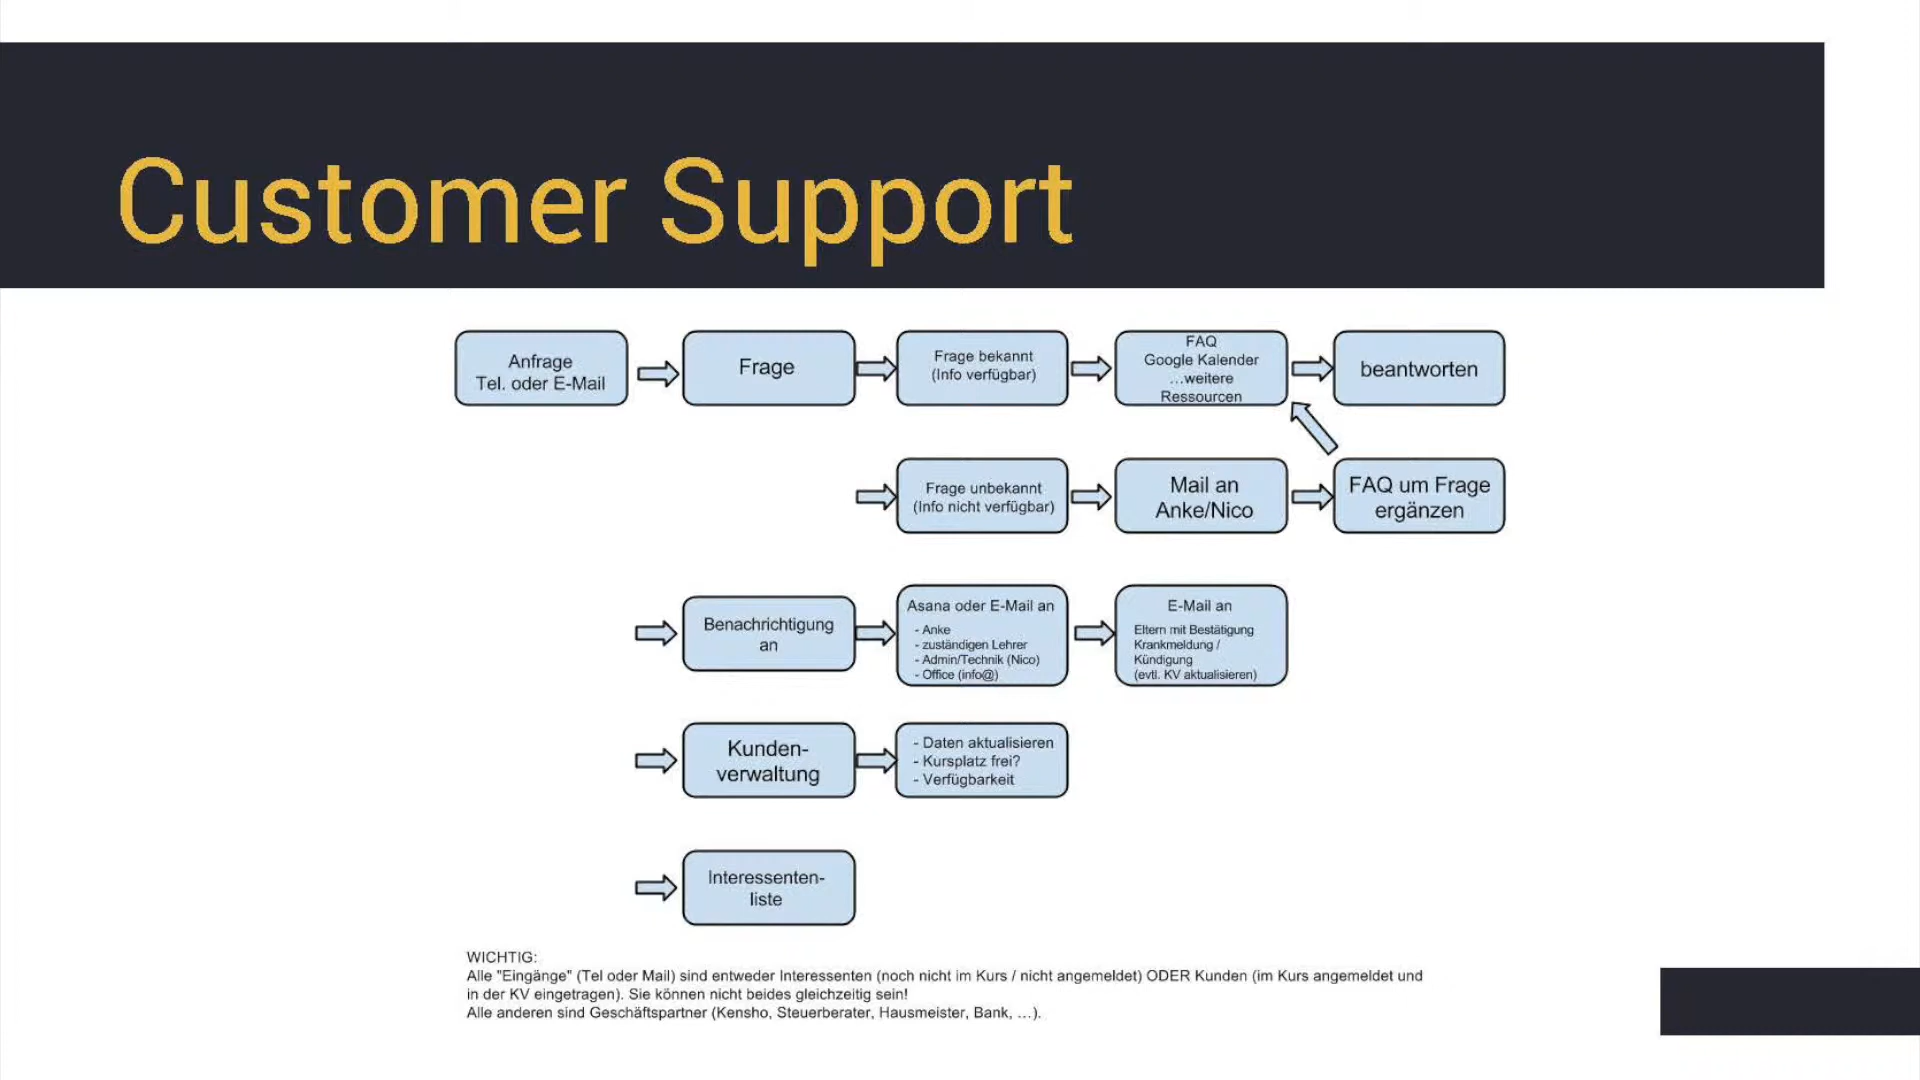 Customer Support
Anfrage
Tel. oder E-Mail
Frage
Frage bekannt
(Info verfügbar)
FAQ
Google Kalender
...weitere
Ressourcen
beantworten
Frage unbekannt
(Info nicht verfügbar)
Mail an
Anke/Nico
FAQ um Frage
ergänzen
Benachrichtigung
an
Asana oder E-Mail an
- Anke
- zuständigen Lehrer
- Admin/Technik (Nico)
- Office (info@)
E-Mail an
Eltern mit Bestätigung
Krankmeldung /
Kündigung
(evtl. KV aktualisieren)
Kunden-
verwaltung
- Daten aktualisieren
- Kursplatz frei?
- Verfügbarkeit
Interessenten-
liste
WICHTIG:
Alle "Eingänge" (Tel oder Mail) sind entweder Interessenten (noch nicht im Kurs / nicht angemeldet) ODER Kunden (im Kurs angemeldet und
in der KV eingetragen). Sie können nicht beides gleichzeitig sein!
Alle anderen sind Geschäftspartner (Kensho, Steuerberater, Hausmeister, Bank, ...).